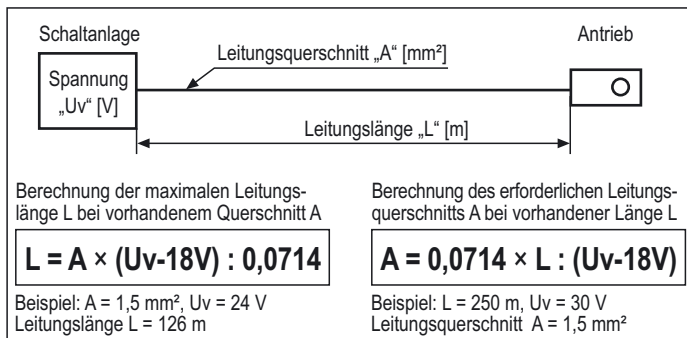 Schaltanlage
Antrieb
Leitungsquerschnitt „A“ [mm²]
Spannung
„Uv“ [V]
Leitungslänge „L“ [m]
Berechnung der maximalen Leitungs-
länge L bei vorhandenem Querschnitt A
L = A × (Uv-18V) : 0,0714
Beispiel: A = 1,5 mm², Uv = 24 V
Leitungslänge L = 126 m
Berechnung des erforderlichen Leitungs-
querschnitts A bei vorhandener Länge L
A = 0,0714 × L : (Uv-18V)
Beispiel: L = 250 m, Uv = 30 V
Leitungsquerschnitt A = 1,5 mm²